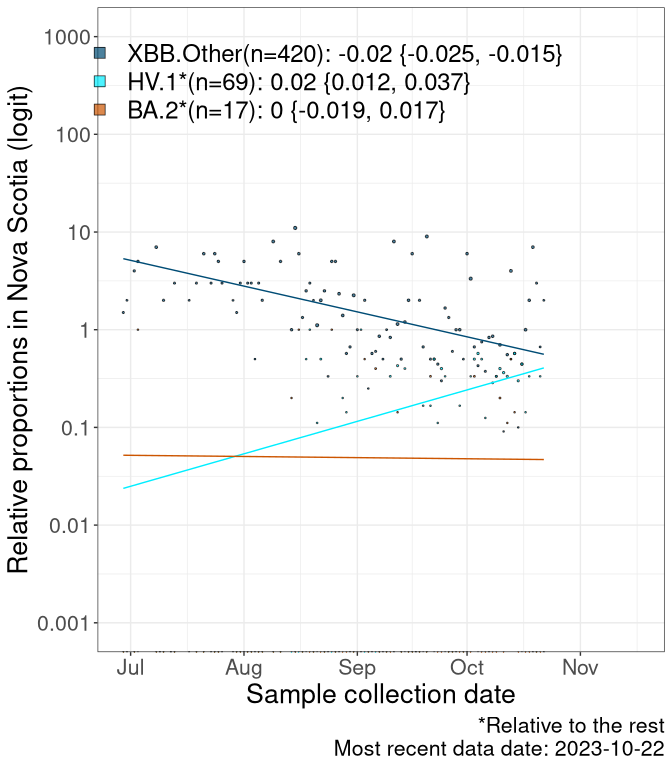 1000
XBB.Other(n=420): -0.02 {-0.025, -0.015}
HV.1*(n=69): 0.02 {0.012, 0.037}
BA.2*(n=17): 0 {-0.019, 0.017}
100
10
1
0.1
0.01
0.001
Relative proportions in Nova Scotia (logit)
Jul Aug Sep Oct Nov
Sample collection date
*Relative to the rest
Most recent data date: 2023-10-22